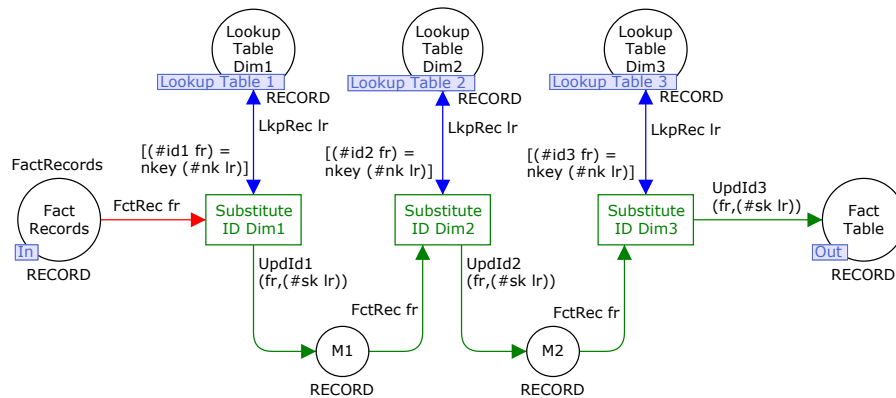 Lookup
Table
Dim1
Lookup Table 1
RECORD
LkpRec lr
Lookup
Table
Dim2
Lookup Table 2
RECORD
LkpRec lr
Lookup
Table
Dim3
Lookup Table 3
RECORD
LkpRec lr
[(#id1 fr) =
nkey (#nk lr)]
[(#id2 fr) =
nkey (#nk lr)]
[(#id3 fr) =
nkey (#nk lr)]
FactRecords
Fact
Records
In
RECORD
FctRec fr
Substitute
ID Dim1
Substitute
ID Dim2
Substitute
ID Dim3
UpdId3
(fr,(#sk lr))
Fact
Table
Out
RECORD
UpdId1
(fr,(#sk lr))
FctRec fr
UpdId2
(fr,(#sk lr))
FctRec fr
M1
RECORD
M2
RECORD